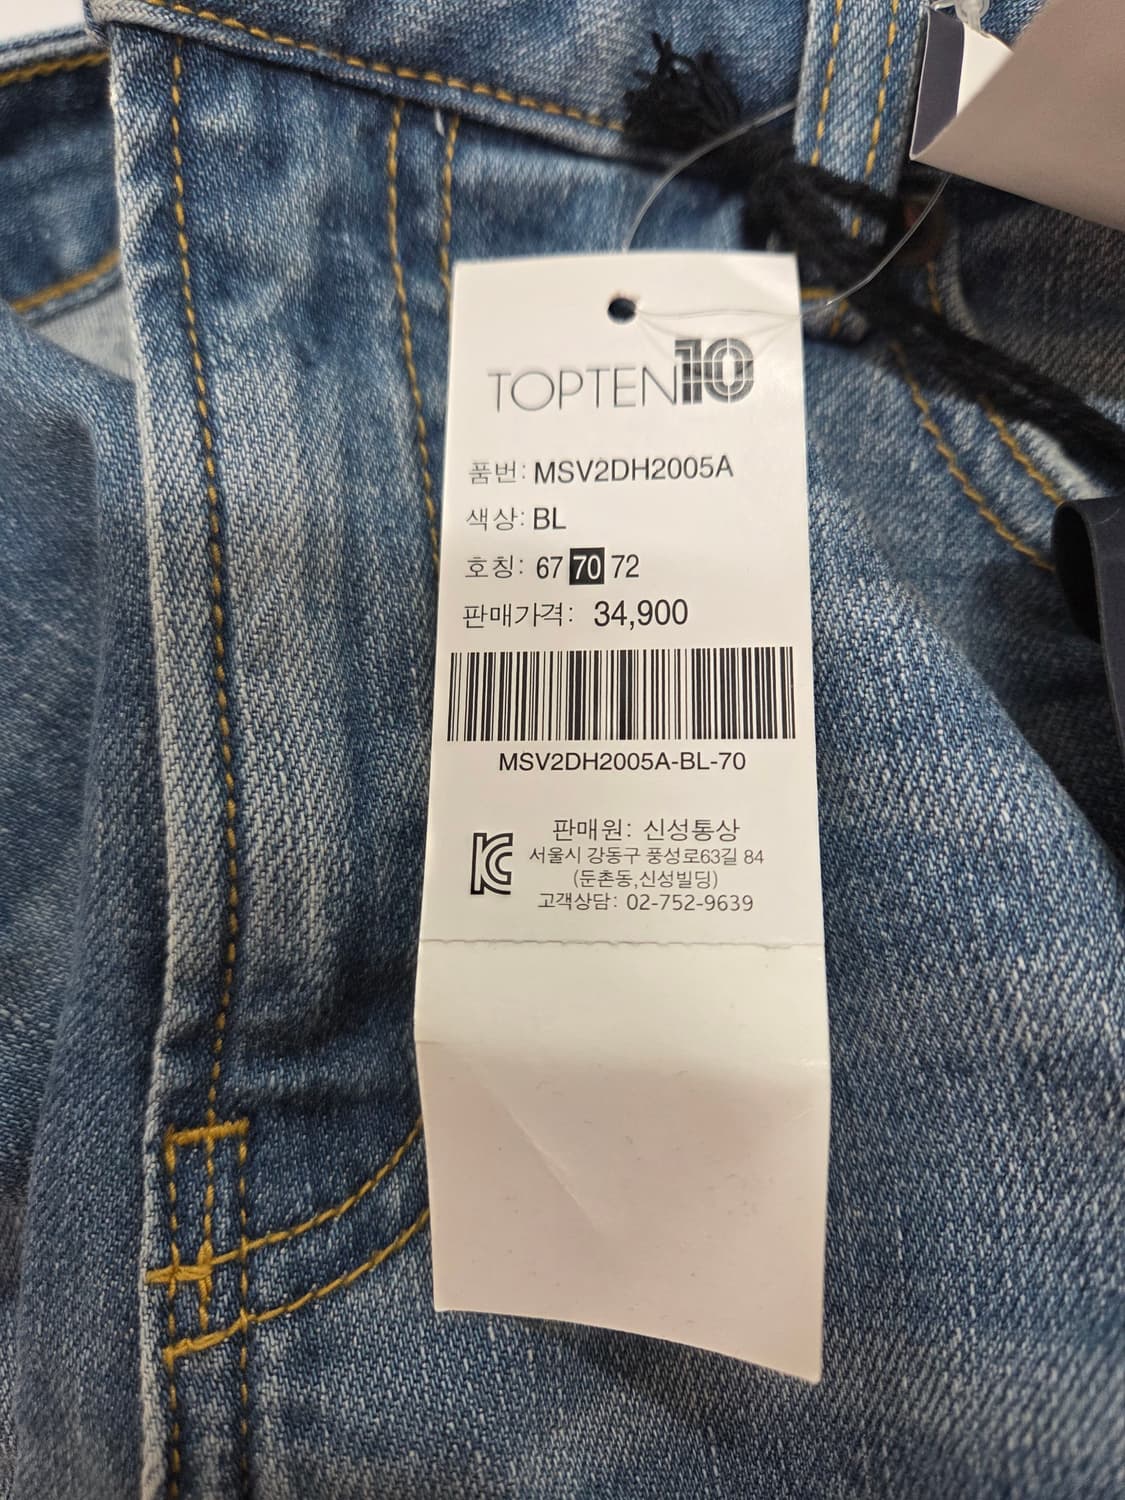 TOPTEN10
품번: MSV2DH2005A
색상: BL
호칭: 67 70 72
판매가격: 34,900
MSV2DH2005A-BL-70
판매원: 신성통상
서울시 강동구 풍성로63길 84
(둔촌동,신성빌딩)
고객상담: 02-752-9639